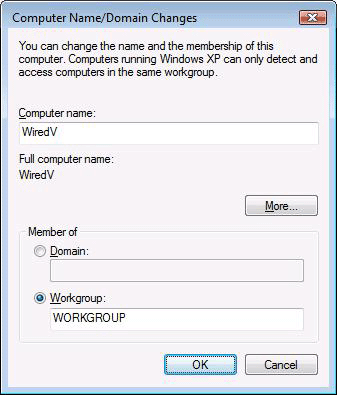 Computer Name/Domain Changes
You can change the name and the membership of this
computer. Computers running Windows XP can only detect and
access computers in the same workgroup.
Computer name:
WiredV
Full computer name:
WiredV
More...
Member of
Domain:
Workgroup:
WORKGROUP
OK
Cancel